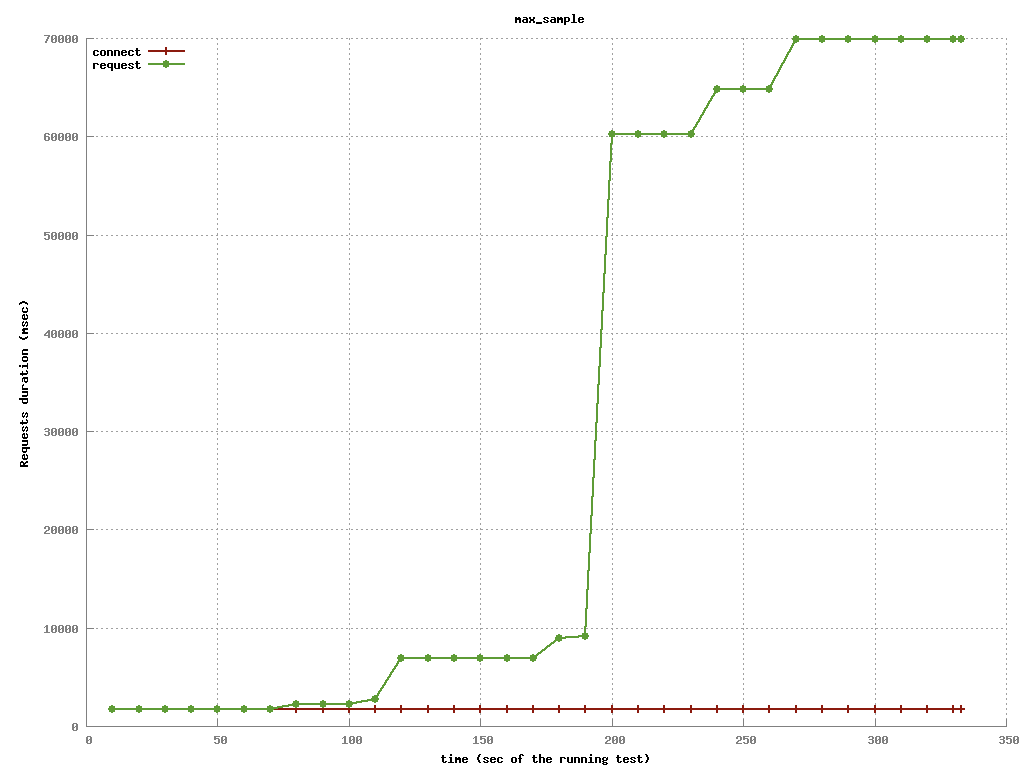 max_sample
connect
request
70000
60000
50000
40000
30000
20000
10000
0
Requests duration (msec)
0 50 100 150 200 250 300 350
time (sec of the running test)